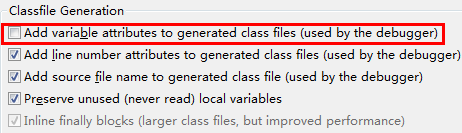 Classfile Generation
Add variable attributes to generated class files (used by the debugger)
Add line number attributes to generated class files (used by the debugger)
Add source file name to generated class file (used by the debugger)
Preserve unused (never read) local variables
Inline finally blocks (larger class files, but improved performance)